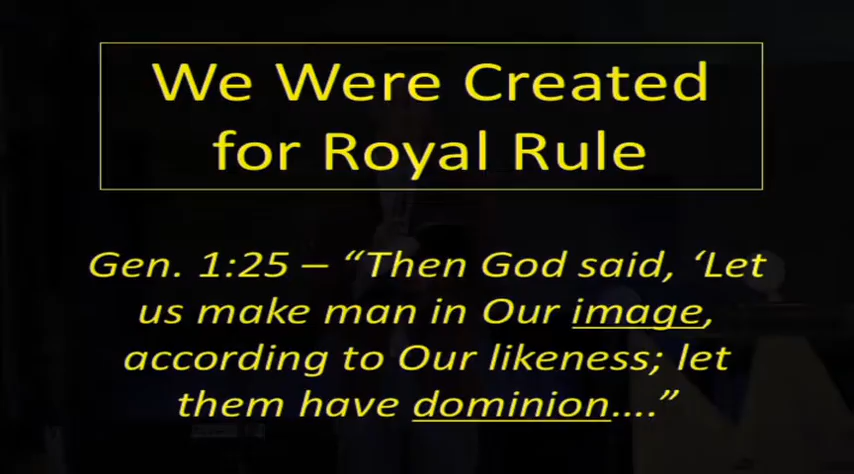 We Were Created
for Royal Rule
Gen. 1:25 – “Then God said, ‘Let
us make man in Our image,
according to Our likeness; let
them have dominion....”